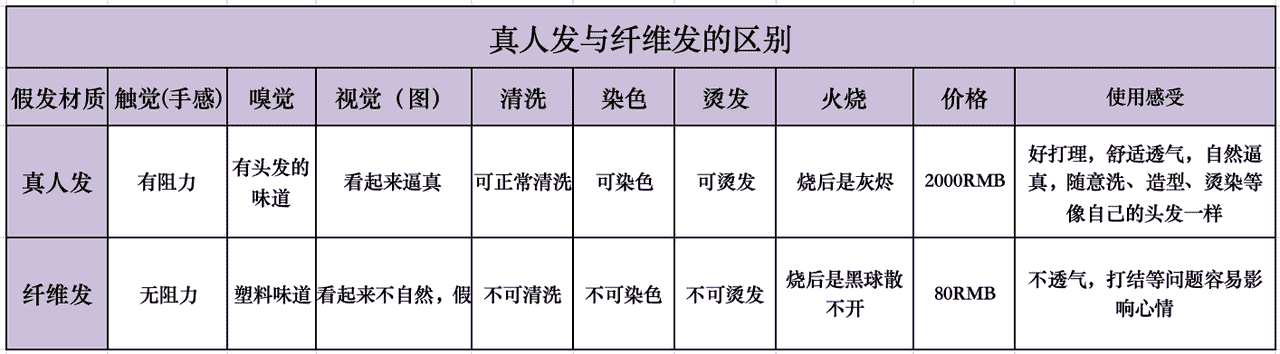 真人发与纤维发的区别
假发材质 触觉(手感) 嗅觉 视觉（图） 清洗 染色 烫发 火烧 价格 使用感受
真人发 有阻力 有头发的味道 看起来逼真 可正常清洗 可染色 可烫发 烧后是灰烬 2000RMB 好打理，舒适透气，自然逼真，随意洗、造型、烫染等像自己的头发一样
纤维发 无阻力 塑料味道 看起来不自然，假 不可清洗 不可染色 不可烫发 烧后是黑球散不开 80RMB 不透气，打结等问题容易影响心情